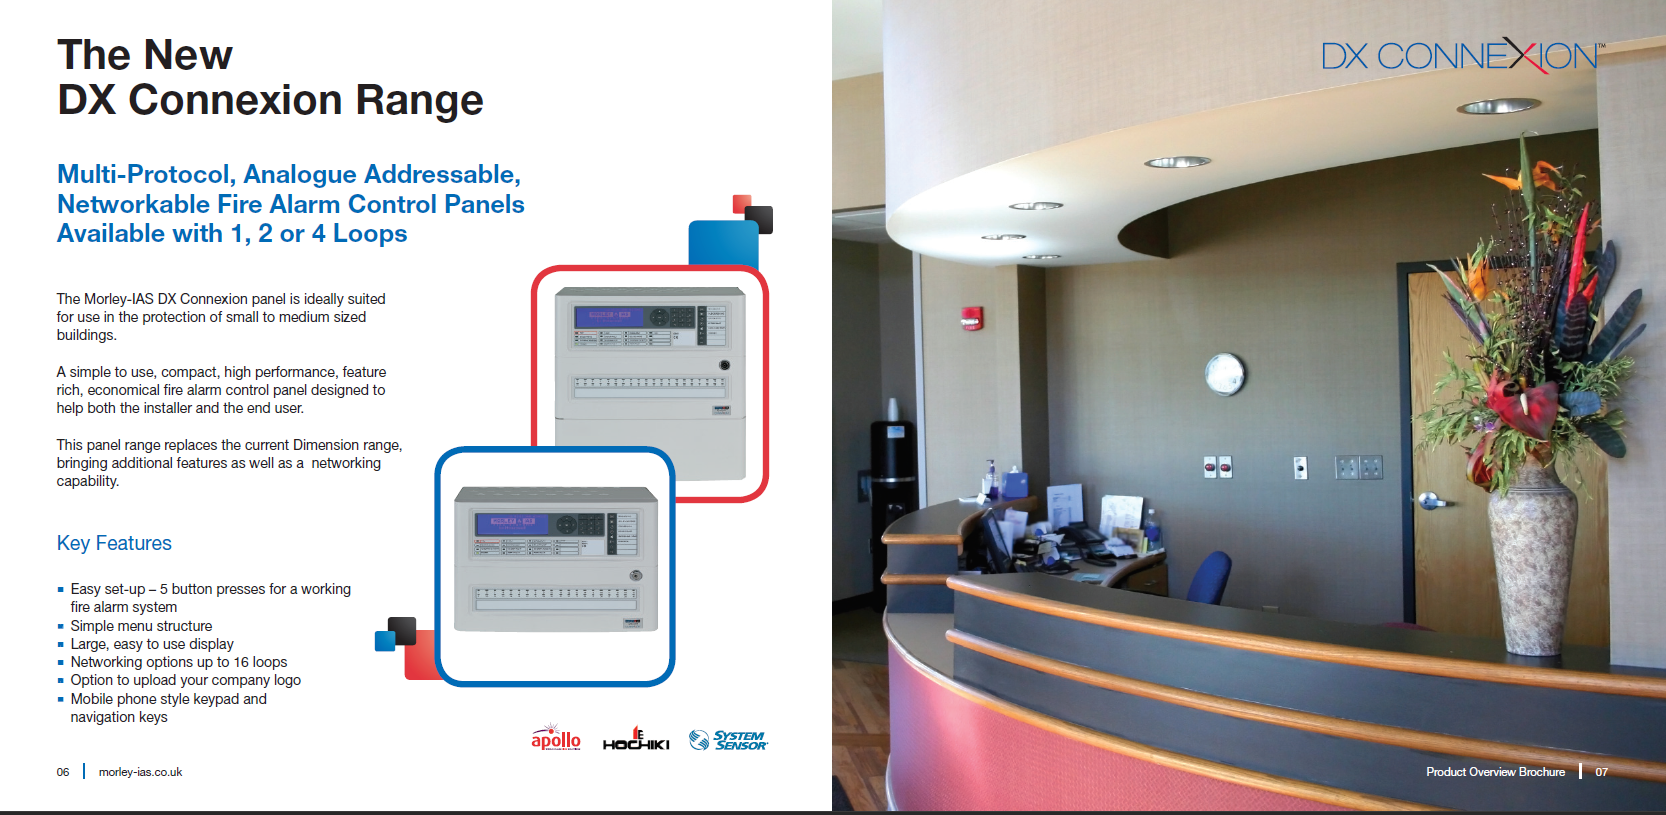 The New
DX Connexion Range
Multi-Protocol, Analogue Addressable,
Networkable Fire Alarm Control Panels
Available with 1, 2 or 4 Loops
The Morley-IAS DX Connexion panel is ideally suited
for use in the protection of small to medium sized
buildings.
A simple to use, compact, high performance, feature
rich, economical fire alarm control panel designed to
help both the installer and the end user.
This panel range replaces the current Dimension range,
bringing additional features as well as a networking
capability.
Key Features
Easy set-up – 5 button presses for a working
fire alarm system
Simple menu structure
Large, easy to use display
Networking options up to 16 loops
Option to upload your company logo
Mobile phone style keypad and
navigation keys
apollo
HOCHIKI
SYSTEM
SENSOR
06
morley-ias.co.uk
DX CONNEXION™
Product Overview Brochure
07